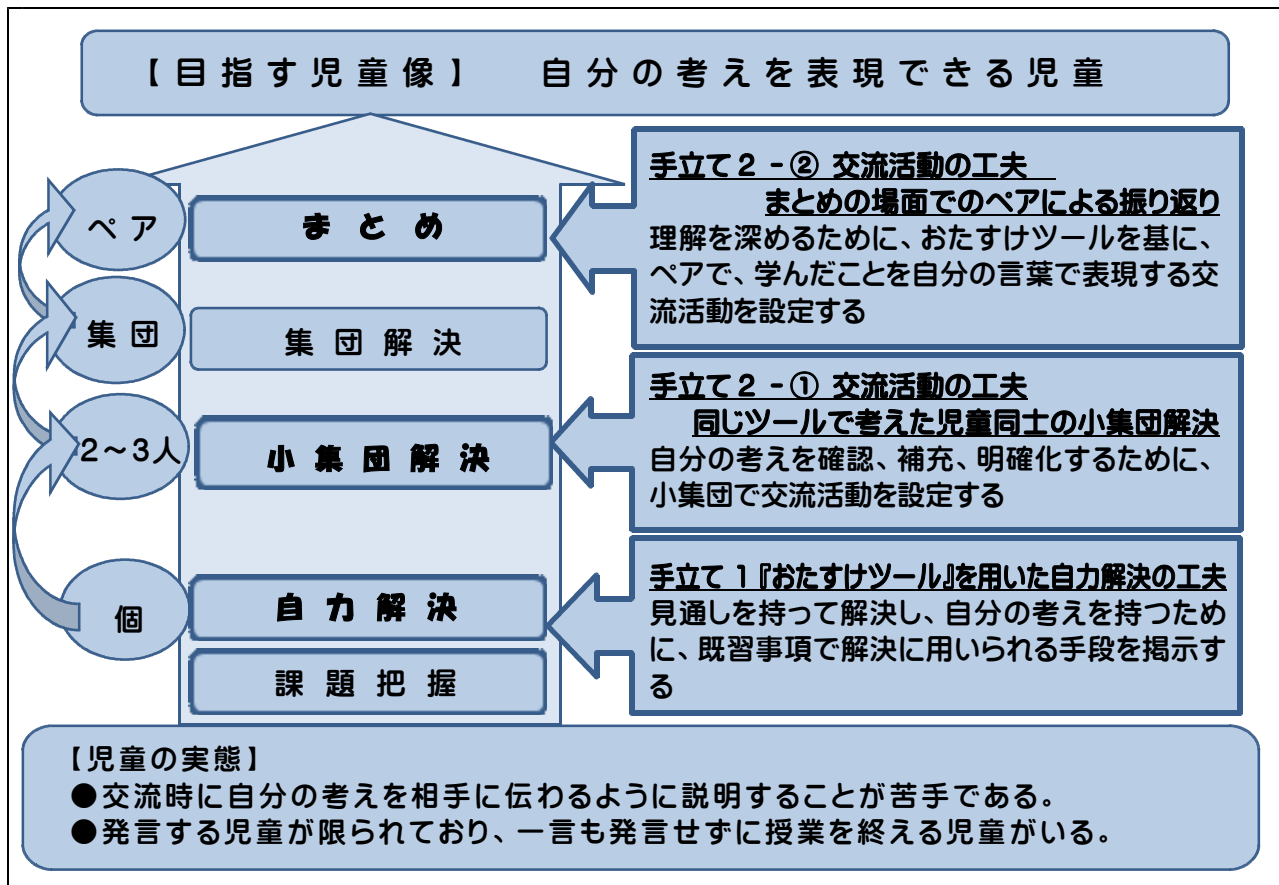 【目指す児童像】　自分の考えを表現できる児童
ペア
まとめ
手立て２－② 交流活動の工夫
まとめの場面でのペアによる振り返り
理解を深めるために、おたすけツールを基に、
ペアで、学んだことを自分の言葉で表現する交
流活動を設定する
集団
集団解決
2～3人
小集団解決
手立て２－① 交流活動の工夫
同じツールで考えた児童同士の小集団解決
自分の考えを確認、補充、明確化するために、
小集団で交流活動を設定する
個
自力解決
課題把握
手立て１『おたすけツール』を用いた自力解決の工夫
見通しを持って解決し、自分の考えを持つため
に、既習事項で解決に用いられる手段を掲示す
る
【児童の実態】
●交流時に自分の考えを相手に伝わるように説明することが苦手である。
●発言する児童が限られており、一言も発言せずに授業を終える児童がいる。